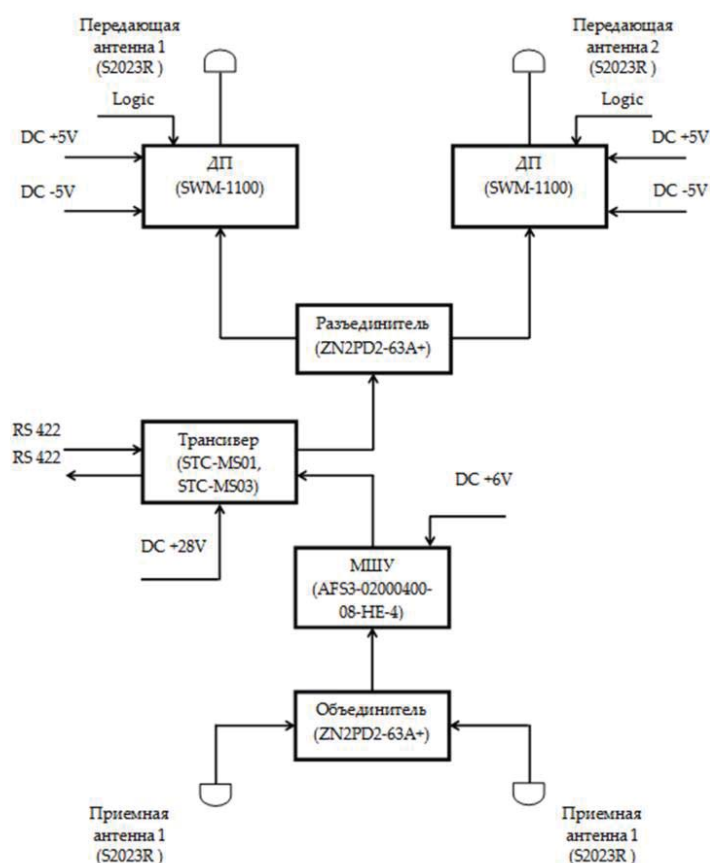 Передающая
антенна 1
(S2023R )
Передающая
антенна 2
(S2023R )
Logic
Logic
DC +5V
DC -5V
ДП
(SWM-1100)
ДП
(SWM-1100)
DC +5V
DC -5V
Разъединитель
(ZN2PD2-63A+)
RS 422
RS 422
Трансивер
(STC-MS01,
STC-MS03)
DC +6V
DC +28V
МШУ
(AFS3-02000400-
08-HE-4)
Объединитель
(ZN2PD2-63A+)
Приемная
антенна 1
(S2023R )
Приемная
антенна 1
(S2023R )